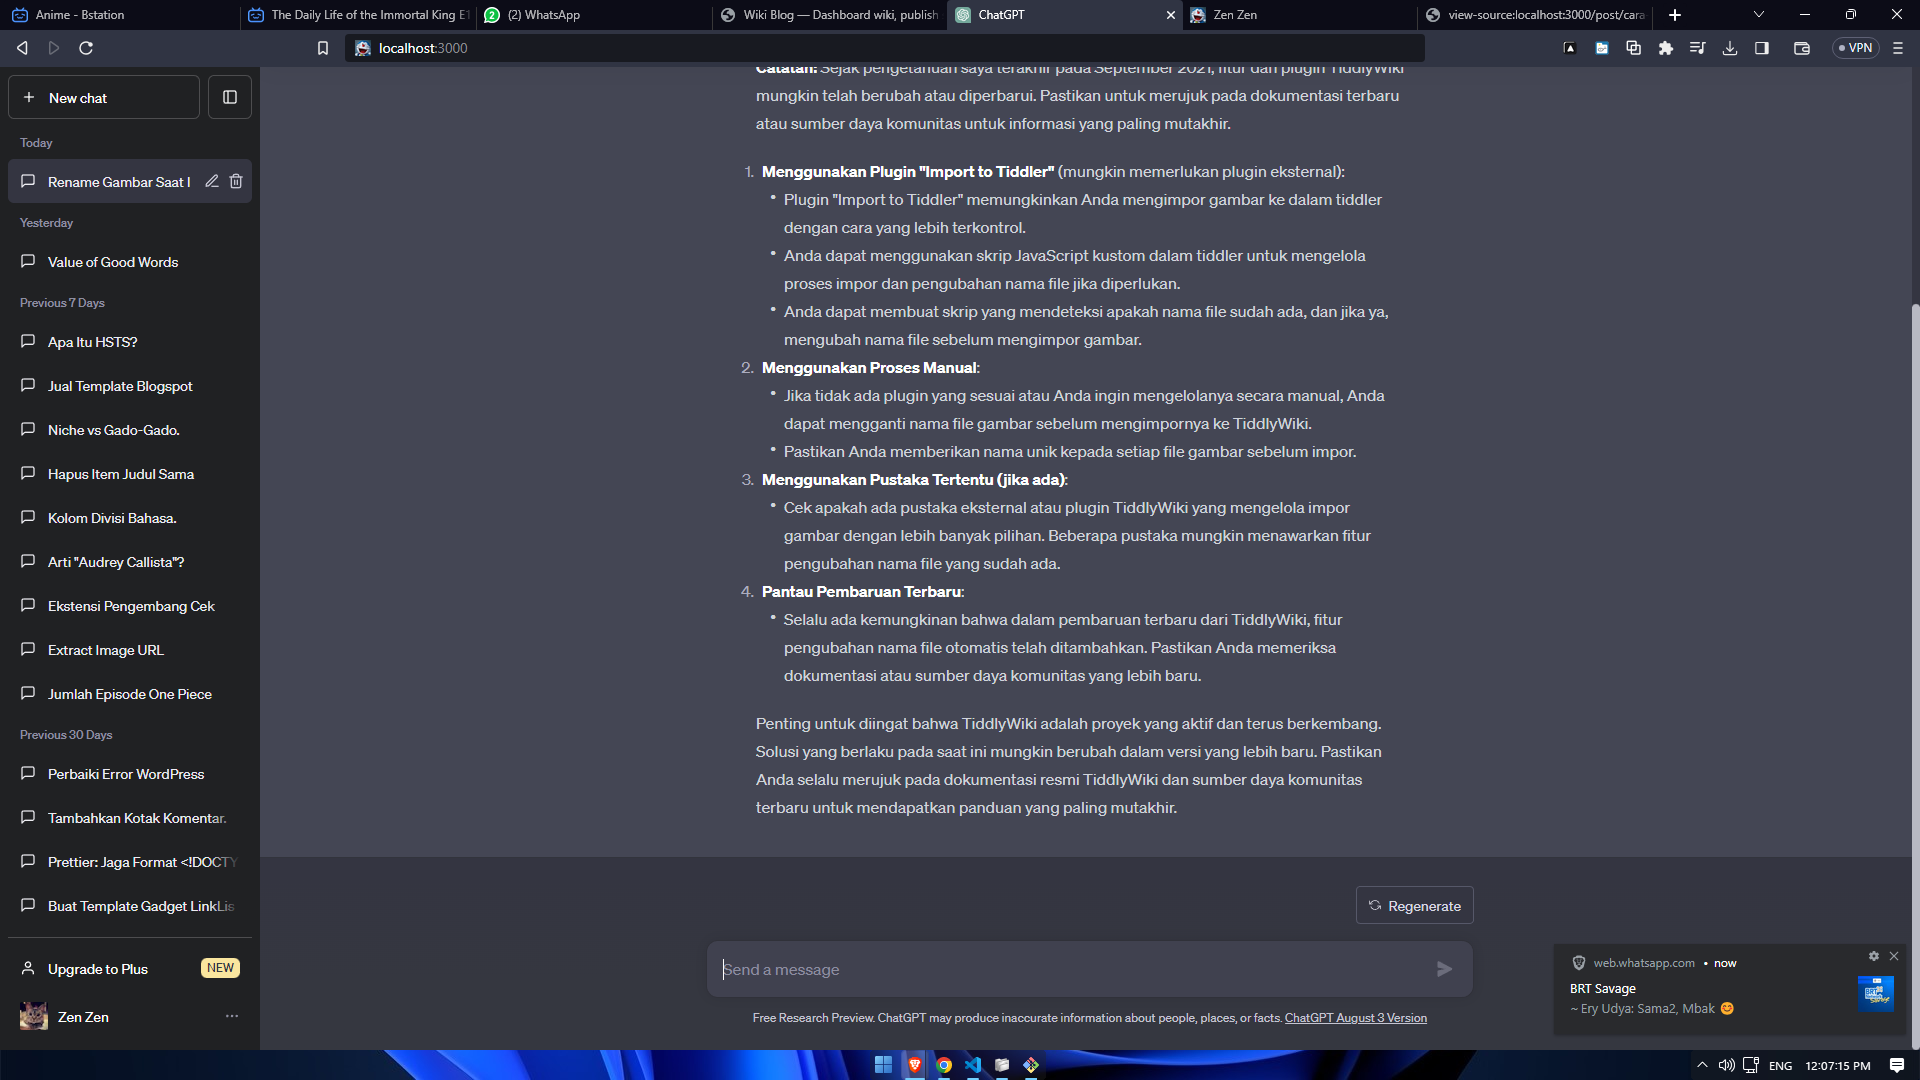 Anime - Bstation
The Daily Life of the Immortal King E1
(2) WhatsApp
Wiki Blog — Dashboard wiki, publish
ChatGPT
Zen Zen
view-source:localhost:3000/post/cara
localhost:3000
VPN
New chat
Today
Rename Gambar Saat I
Yesterday
Value of Good Words
Previous 7 Days
Apa Itu HSTS?
Jual Template Blogspot
Niche vs Gado-Gado.
Hapus Item Judul Sama
Kolom Divisi Bahasa.
Arti "Audrey Callista"?
Ekstensi Pengembang Cek
Extract Image URL
Jumlah Episode One Piece
Previous 30 Days
Perbaiki Error WordPress
Tambahkan Kotak Komentar.
Prettier: Jaga Format <!DOCTY
Buat Template Gadget LinkLis
Upgrade to Plus NEW
Zen Zen
Catatan: Sejak pengetahuan saya terakhir pada September 2021, fitur dan plugin TiddlyWiki
mungkin telah berubah atau diperbarui. Pastikan untuk merujuk pada dokumentasi terbaru
atau sumber daya komunitas untuk informasi yang paling mutakhir.
1. Menggunakan Plugin "Import to Tiddler" (mungkin memerlukan plugin eksternal):
• Plugin "Import to Tiddler" memungkinkan Anda mengimpor gambar ke dalam tiddler
dengan cara yang lebih terkontrol.
• Anda dapat menggunakan skrip JavaScript kustom dalam tiddler untuk mengelola
proses impor dan pengubahan nama file jika diperlukan.
• Anda dapat membuat skrip yang mendeteksi apakah nama file sudah ada, dan jika ya,
mengubah nama file sebelum mengimpor gambar.
2. Menggunakan Proses Manual:
• Jika tidak ada plugin yang sesuai atau Anda ingin mengelolanya secara manual, Anda
dapat mengganti nama file gambar sebelum mengimpornya ke TiddlyWiki.
• Pastikan Anda memberikan nama unik kepada setiap file gambar sebelum impor.
3. Menggunakan Pustaka Tertentu (jika ada):
• Cek apakah ada pustaka eksternal atau plugin TiddlyWiki yang mengelola impor
gambar dengan lebih banyak pilihan. Beberapa pustaka mungkin menawarkan fitur
pengubahan nama file yang sudah ada.
4. Pantau Pembaruan Terbaru:
• Selalu ada kemungkinan bahwa dalam pembaruan terbaru dari TiddlyWiki, fitur
pengubahan nama file otomatis telah ditambahkan. Pastikan Anda memeriksa
dokumentasi atau sumber daya komunitas yang lebih baru.
Penting untuk diingat bahwa TiddlyWiki adalah proyek yang aktif dan terus berkembang.
Solusi yang berlaku pada saat ini mungkin berubah dalam versi yang lebih baru. Pastikan
Anda selalu merujuk pada dokumentasi resmi TiddlyWiki dan sumber daya komunitas
terbaru untuk mendapatkan panduan yang paling mutakhir.
Regenerate
Send a message
Free Research Preview. ChatGPT may produce inaccurate information about people, places, or facts. ChatGPT August 3 Version
web.whatsapp.com • now
BRT Savage
~ Ery Udya: Sama2, Mbak 😊
ENG
12:07:15 PM